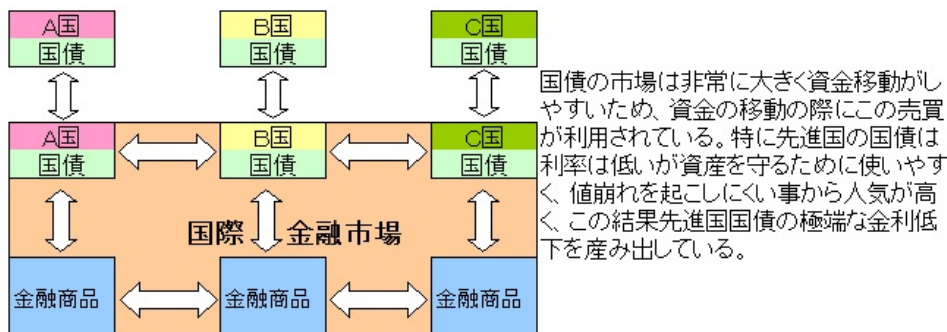 A国
国債
B国
国債
C国
国債
A国
国債
B国
国債
C国
国債
国際
金融市場
金融商品
金融商品
金融商品
国債の市場は非常に大きく資金移動がし
やすいため、資金の移動の際にこの売買
が利用されている。特に先進国の国債は
利率は低いが資産を守るために使いやす
く、値崩れを起こしにくい事から人気が高
く、この結果先進国国債の極端な金利低
下を産み出している。